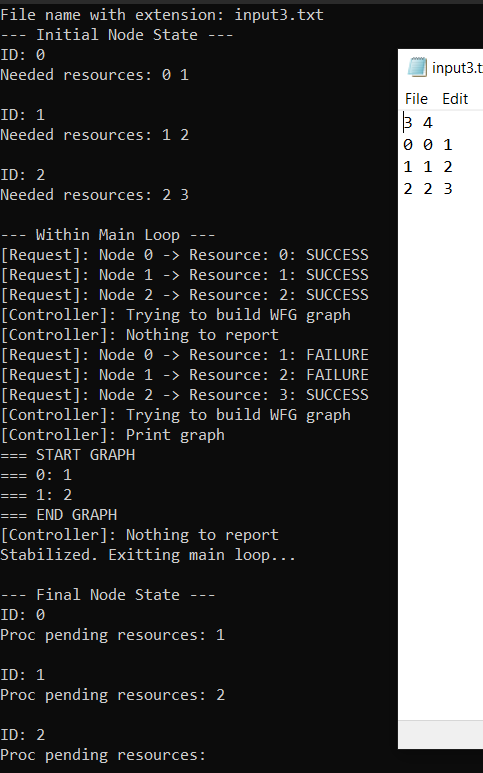 File name with extension: input3.txt
--- Initial Node State ---
ID: 0
Needed resources: 0 1
ID: 1
Needed resources: 1 2
ID: 2
Needed resources: 2 3
--- Within Main Loop ---
[Request]: Node 0 -> Resource: 0: SUCCESS
[Request]: Node 1 -> Resource: 1: SUCCESS
[Request]: Node 2 -> Resource: 2: SUCCESS
[Controller]: Trying to build WFG graph
[Controller]: Nothing to report
[Request]: Node 0 -> Resource: 1: FAILURE
[Request]: Node 1 -> Resource: 2: FAILURE
[Request]: Node 2 -> Resource: 3: SUCCESS
[Controller]: Trying to build WFG graph
[Controller]: Print graph
=== START GRAPH
=== 0: 1
=== 1: 2
=== END GRAPH
[Controller]: Nothing to report
Stabilized. Exitting main loop...
--- Final Node State ---
ID: 0
Proc pending resources: 1
ID: 1
Proc pending resources: 2
ID: 2
Proc pending resources:
input3.t
File Edit
3 4
0 0 1
1 1 2
2 2 3